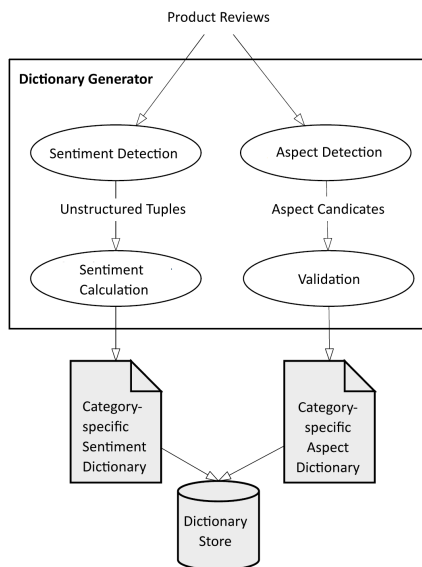 Product Reviews
Dictionary Generator
Sentiment Detection
Aspect Detection
Unstructured Tuples
Aspect Candicates
Sentiment
Calculation
Validation
Category-
specific
Sentiment
Dictionary
Category-
specific
Aspect
Dictionary
Dictionary
Store